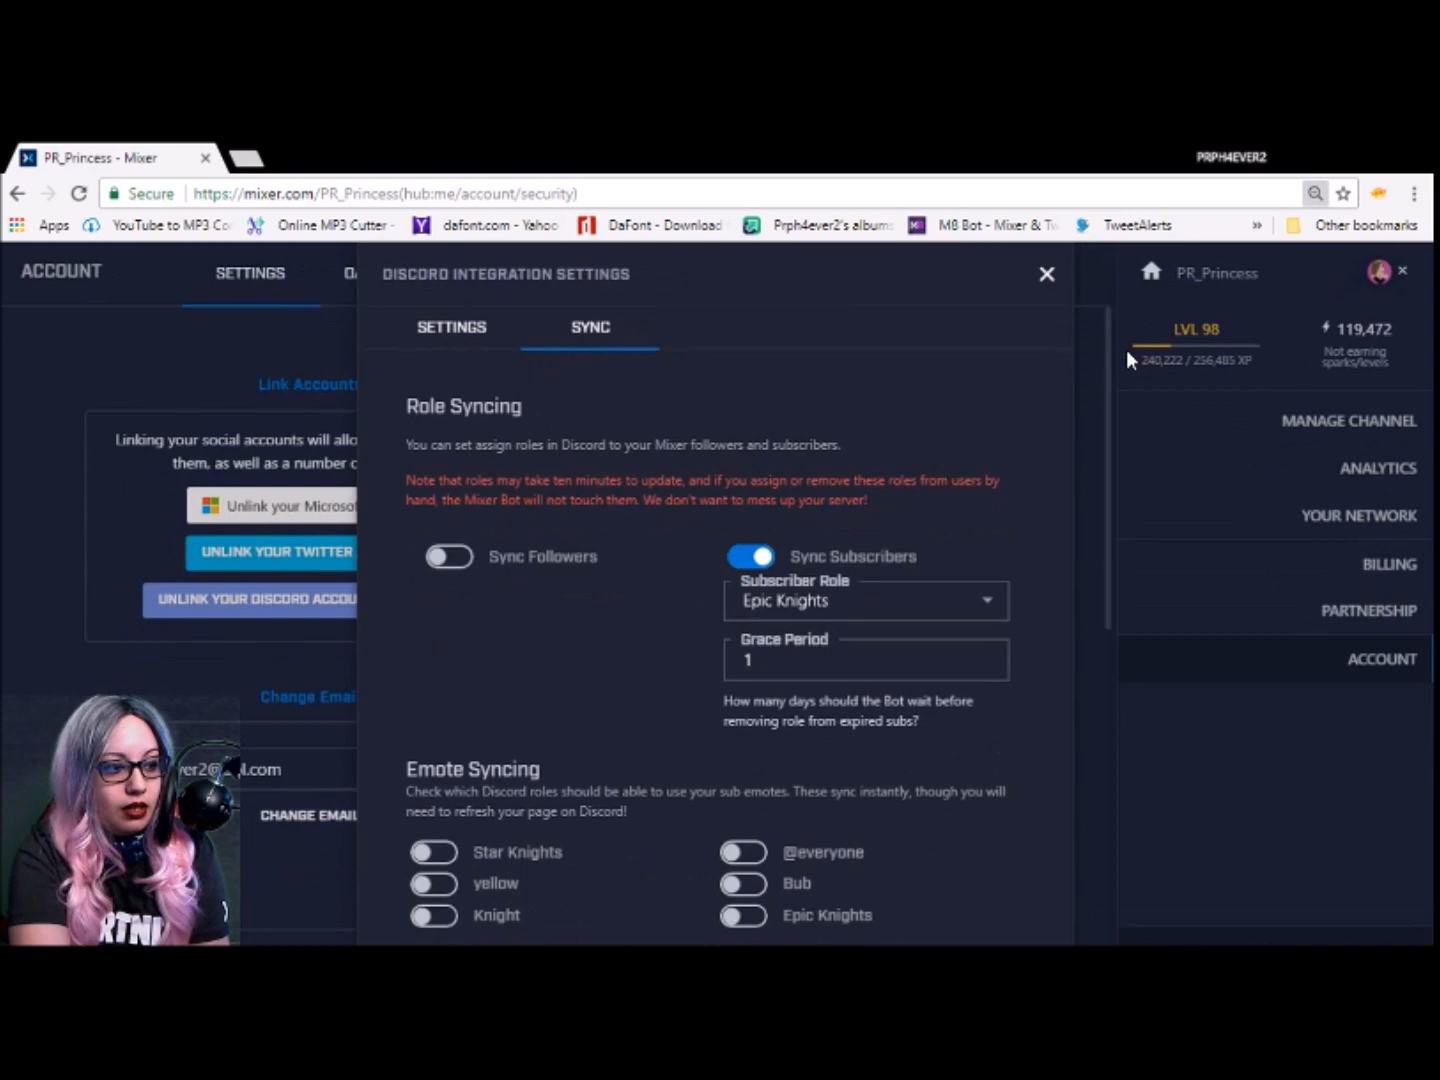 PR_Princess - Mixer
PRPH4EVER2
Secure https://mixer.com/PR_Princess(hub:me/account/security)
Apps YouTube to MP3 Online MP3 Cutter - dafont.com - Yahoo DaFont - Download Prph4ever2's album M8 Bot - Mixer & Tw TweetAlerts » Other bookmarks
ACCOUNT
SETTINGS
DISCORD INTEGRATION SETTINGS
PR_Princess
SETTINGS
SYNC
LVL 98
119,472
240,222 / 256,485 XP
Not earning
sparks/levels
Link Accounts
Linking your social accounts will allo
them, as well as a number
Unlink your Microsof
UNLINK YOUR TWITTER
UNLINK YOUR DISCORD ACCOU
Role Syncing
You can set assign roles in Discord to your Mixer followers and subscribers.
Note that roles may take ten minutes to update, and if you assign or remove these roles from users by
hand, the Mixer Bot will not touch them. We don't want to mess up your server!
Sync Followers
Sync Subscribers
Subscriber Role
Epic Knights
Grace Period
1
How many days should the Bot wait before
removing role from expired subs?
MANAGE CHANNEL
ANALYTICS
YOUR NETWORK
BILLING
PARTNERSHIP
ACCOUNT
Change Emai
CHANGE EMAIL
Emote Syncing
Check which Discord roles should be able to use your sub emotes. These sync instantly, though you will
need to refresh your page on Discord!
Star Knights
@everyone
yellow
Bub
Knight
Epic Knights